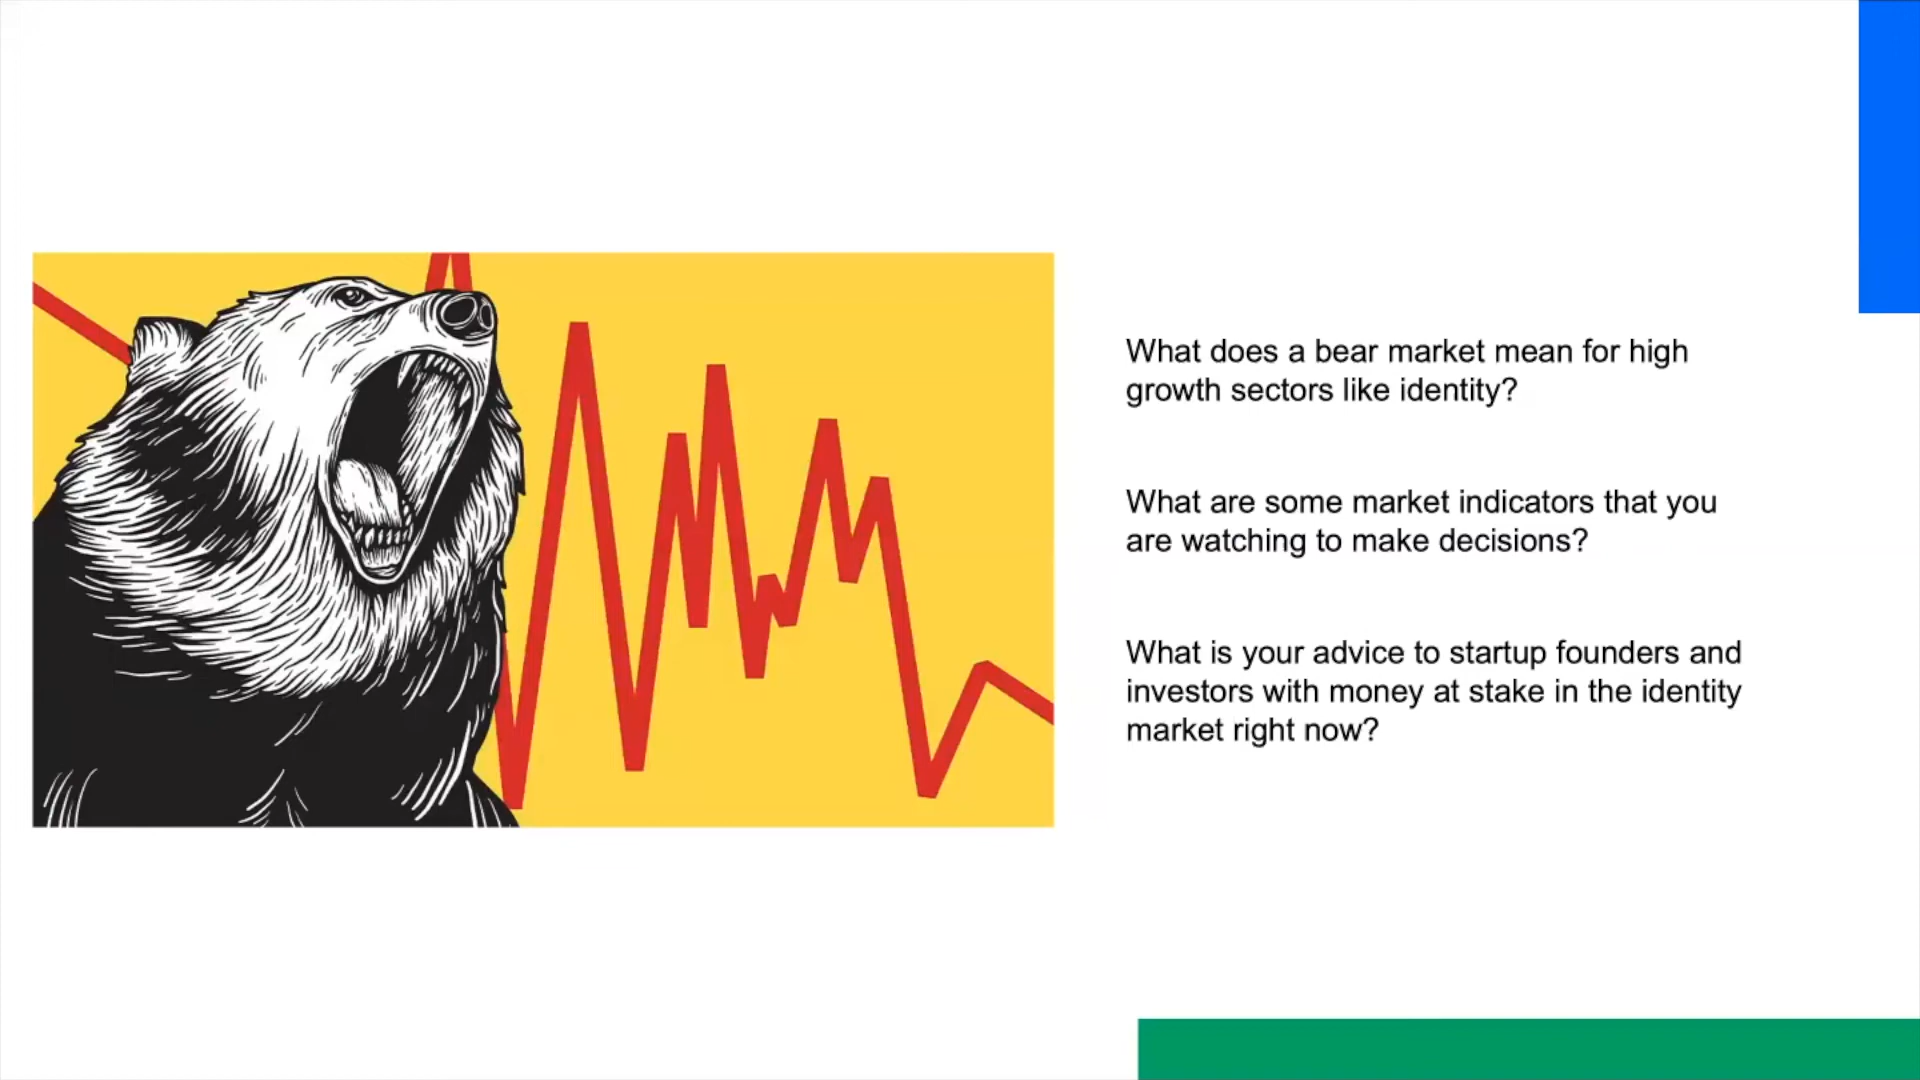 What does a bear market mean for high
growth sectors like identity?
What are some market indicators that you
are watching to make decisions?
What is your advice to startup founders and
investors with money at stake in the identity
market right now?